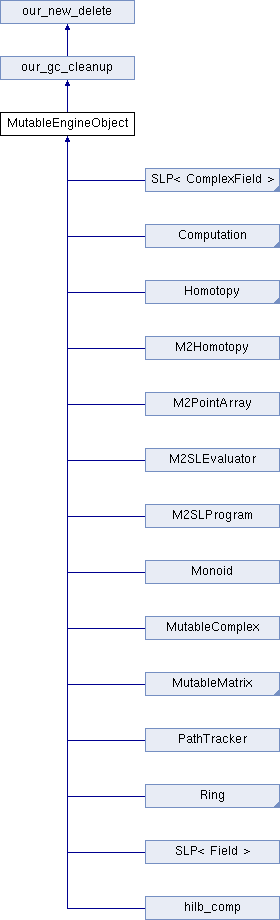 our_new_delete
our_gc_cleanup
MutableEngineObject
SLP< ComplexField >
Computation
Homotopy
M2Homotopy
M2PointArray
M2SLEvaluator
M2SLProgram
Monoid
MutableComplex
MutableMatrix
PathTracker
Ring
SLP< Field >
hilb_comp